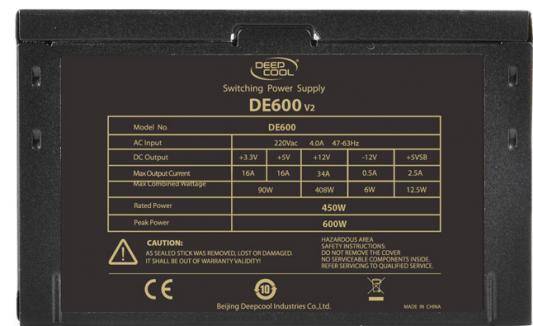 DEEP
COOL
Switching Power Supply
DE600 V2
Model No. DE600
AC Input 220Vac 4.0A 47-63Hz
DC Output +3.3V +5V +12V -12V +5VSB
Max Output Current 16A 16A 34A 0.5A 2.5A
Max Combined Wattage 90W 408W 6W 12.5W
Rated Power 450W
Peak Power 600W
CAUTION:
AS SEALED STICK WAS REMOVED, LOST OR DAMAGED.
IT SHALL BE OUT OF WARRANTY VALIDITY!
HAZARDOUS AREA
SAFETY INSTRUCTIONS:
DO NOT REMOVE THE COVER
NO SERVICEABLE COMPONENTS INSIDE.
REFER SERVICING TO QUALIFIED SERVICE.
CE
10
Beijing Deepcool Industries Co.,Ltd.
MADE IN CHINA